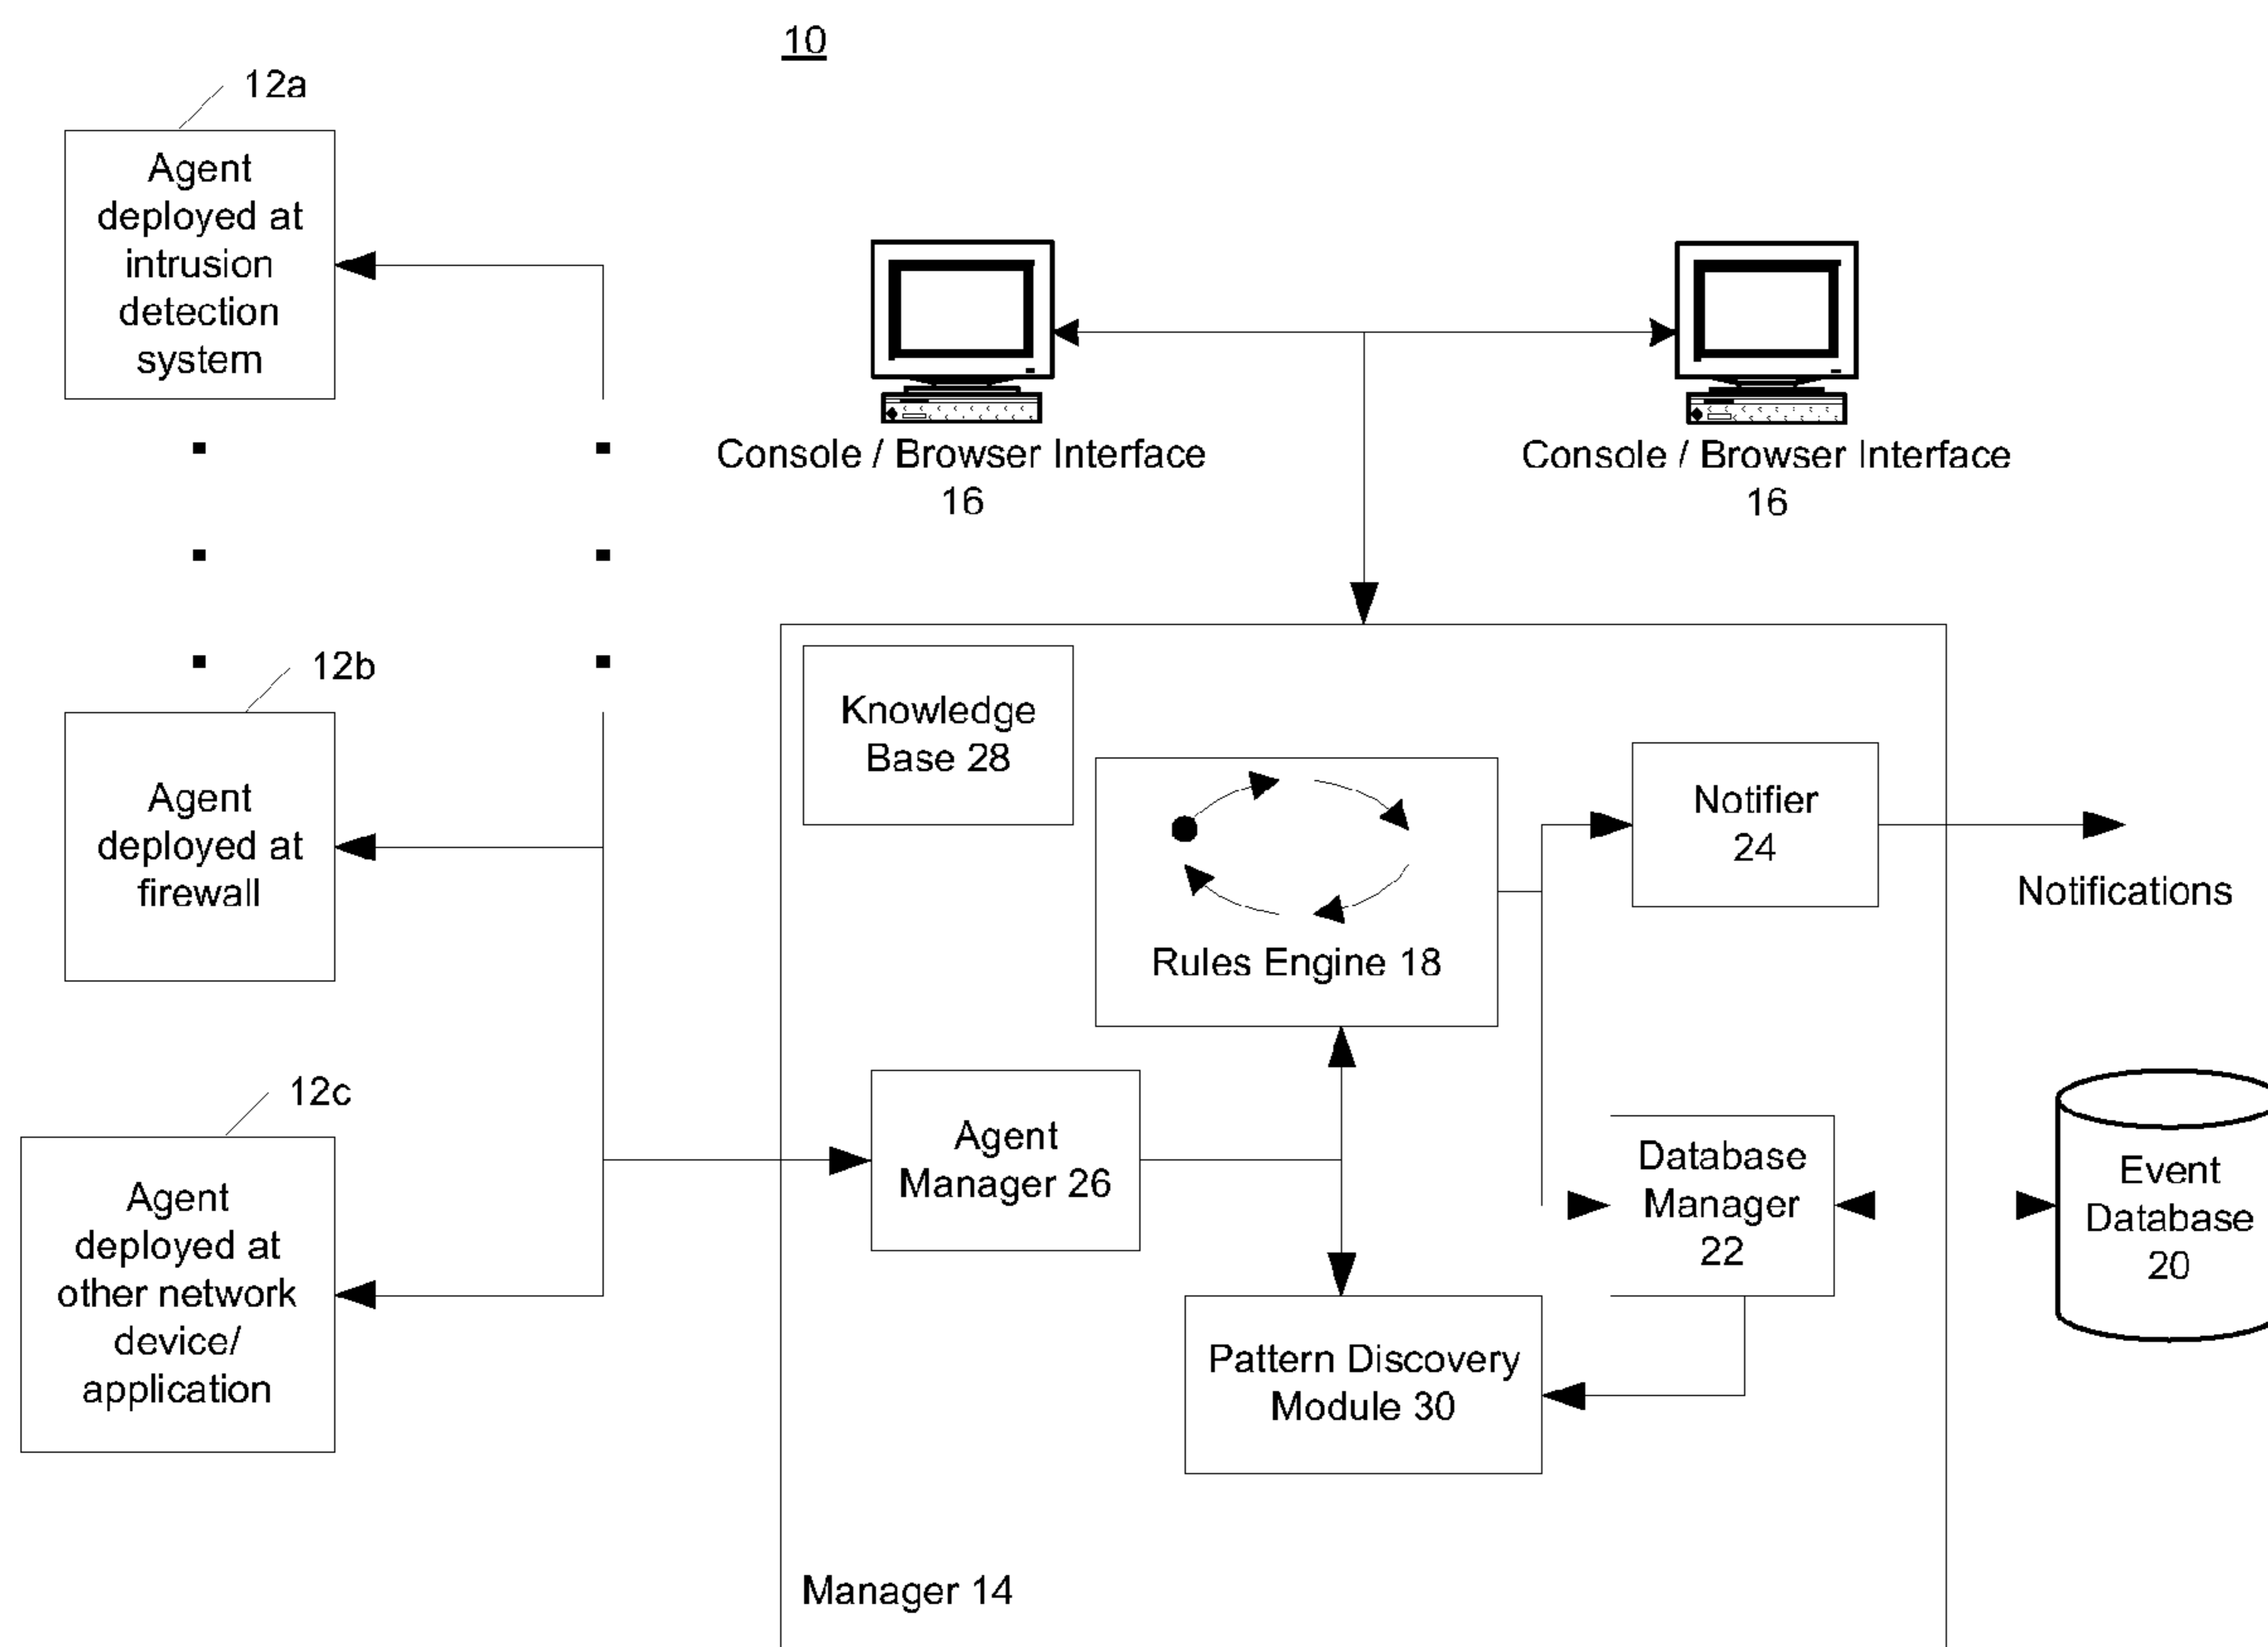 10
12a
Agent
deployed at
intrusion
detection
system
Console / Browser Interface
16
Console / Browser Interface
16
12b
Agent
deployed at
firewall
12c
Agent
deployed at
other network
device/
application
Knowledge
Base 28
Rules Engine 18
Notifier
24
Notifications
Agent
Manager 26
Database
Manager
22
Event
Database
20
Pattern Discovery
Module 30
Manager 14